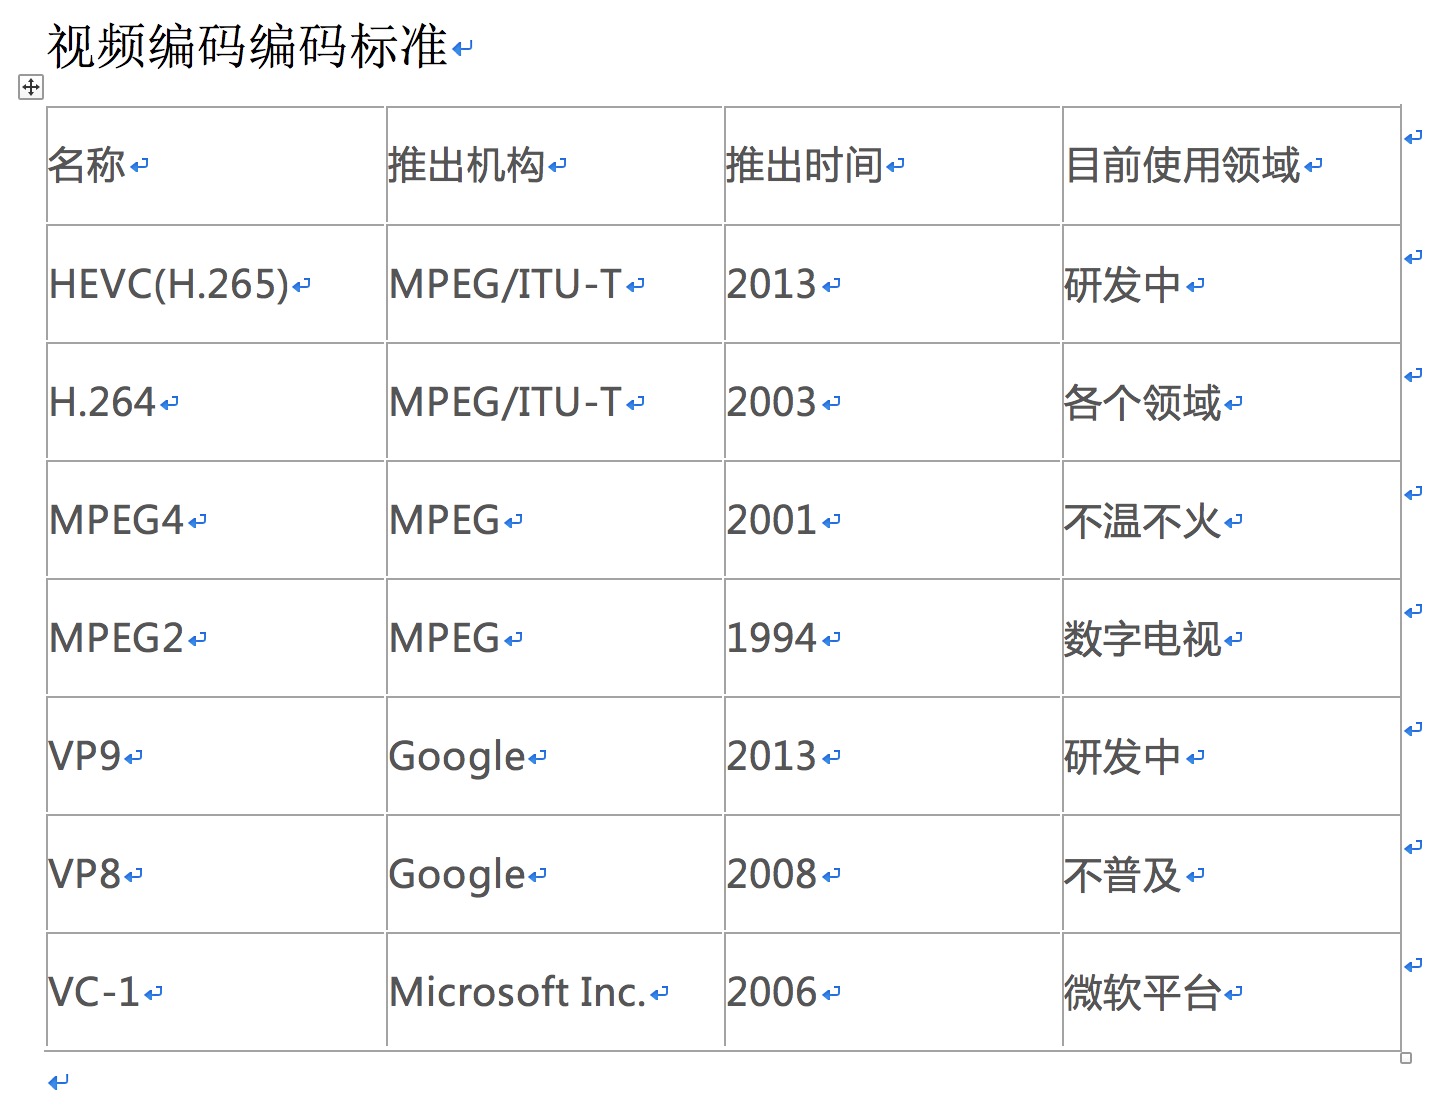 视频编码编码标准
名称 推出机构 推出时间 目前使用领域
HEVC(H.265) MPEG/ITU-T 2013 研发中
H.264 MPEG/ITU-T 2003 各个领域
MPEG4 MPEG 2001 不温不火
MPEG2 MPEG 1994 数字电视
VP9 Google 2013 研发中
VP8 Google 2008 不普及
VC-1 Microsoft Inc. 2006 微软平台